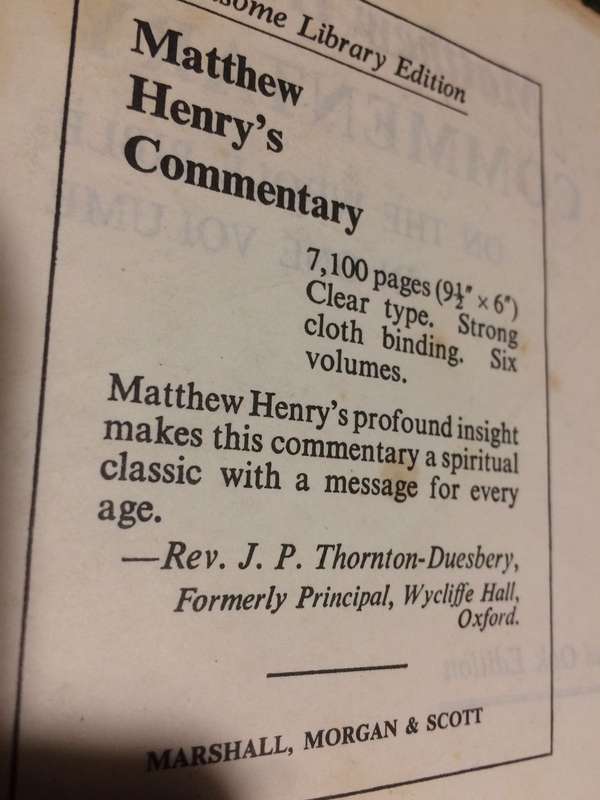 Library Edition
Matthew
Henry's
Commentary
7,100 pages (9½″ × 6″)
Clear type. Strong
cloth binding. Six
volumes.
Matthew Henry's profound insight
makes this commentary a spiritual
classic with a message for every
age.
—Rev. J. P. Thornton-Duesbery,
Formerly Principal, Wycliffe Hall,
Oxford.
MARSHALL, MORGAN & SCOTT